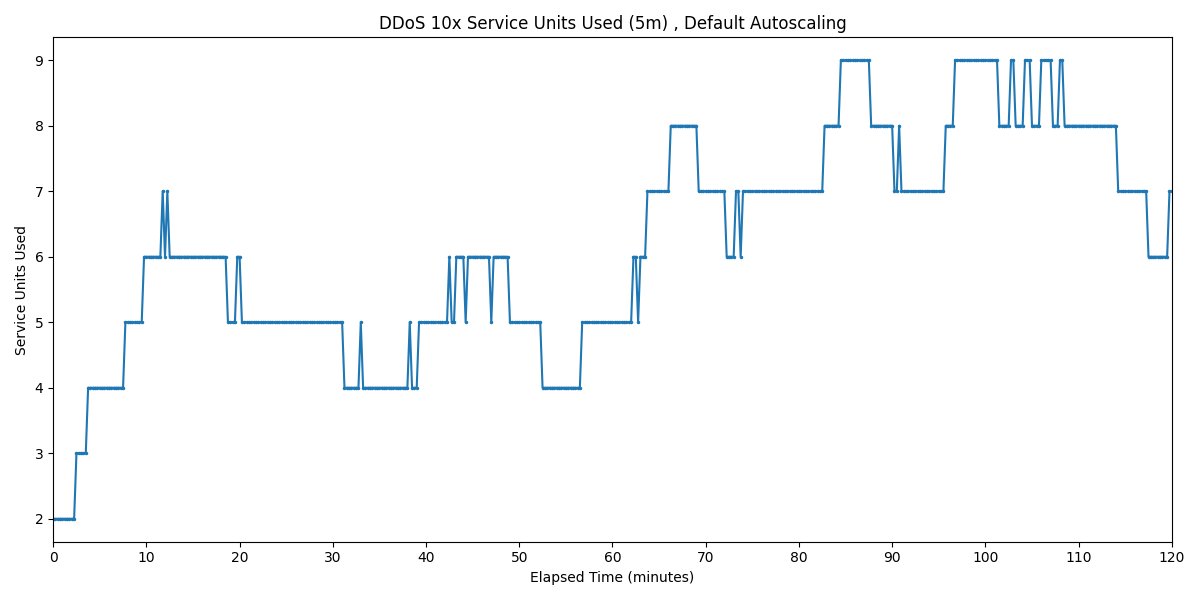 DDoS 10x Service Units Used (5m) , Default Autoscaling
Service Units Used
9
8
7
6
5
4
3
2
0 10 20 30 40 50 60 70 80 90 100 110 120
Elapsed Time (minutes)